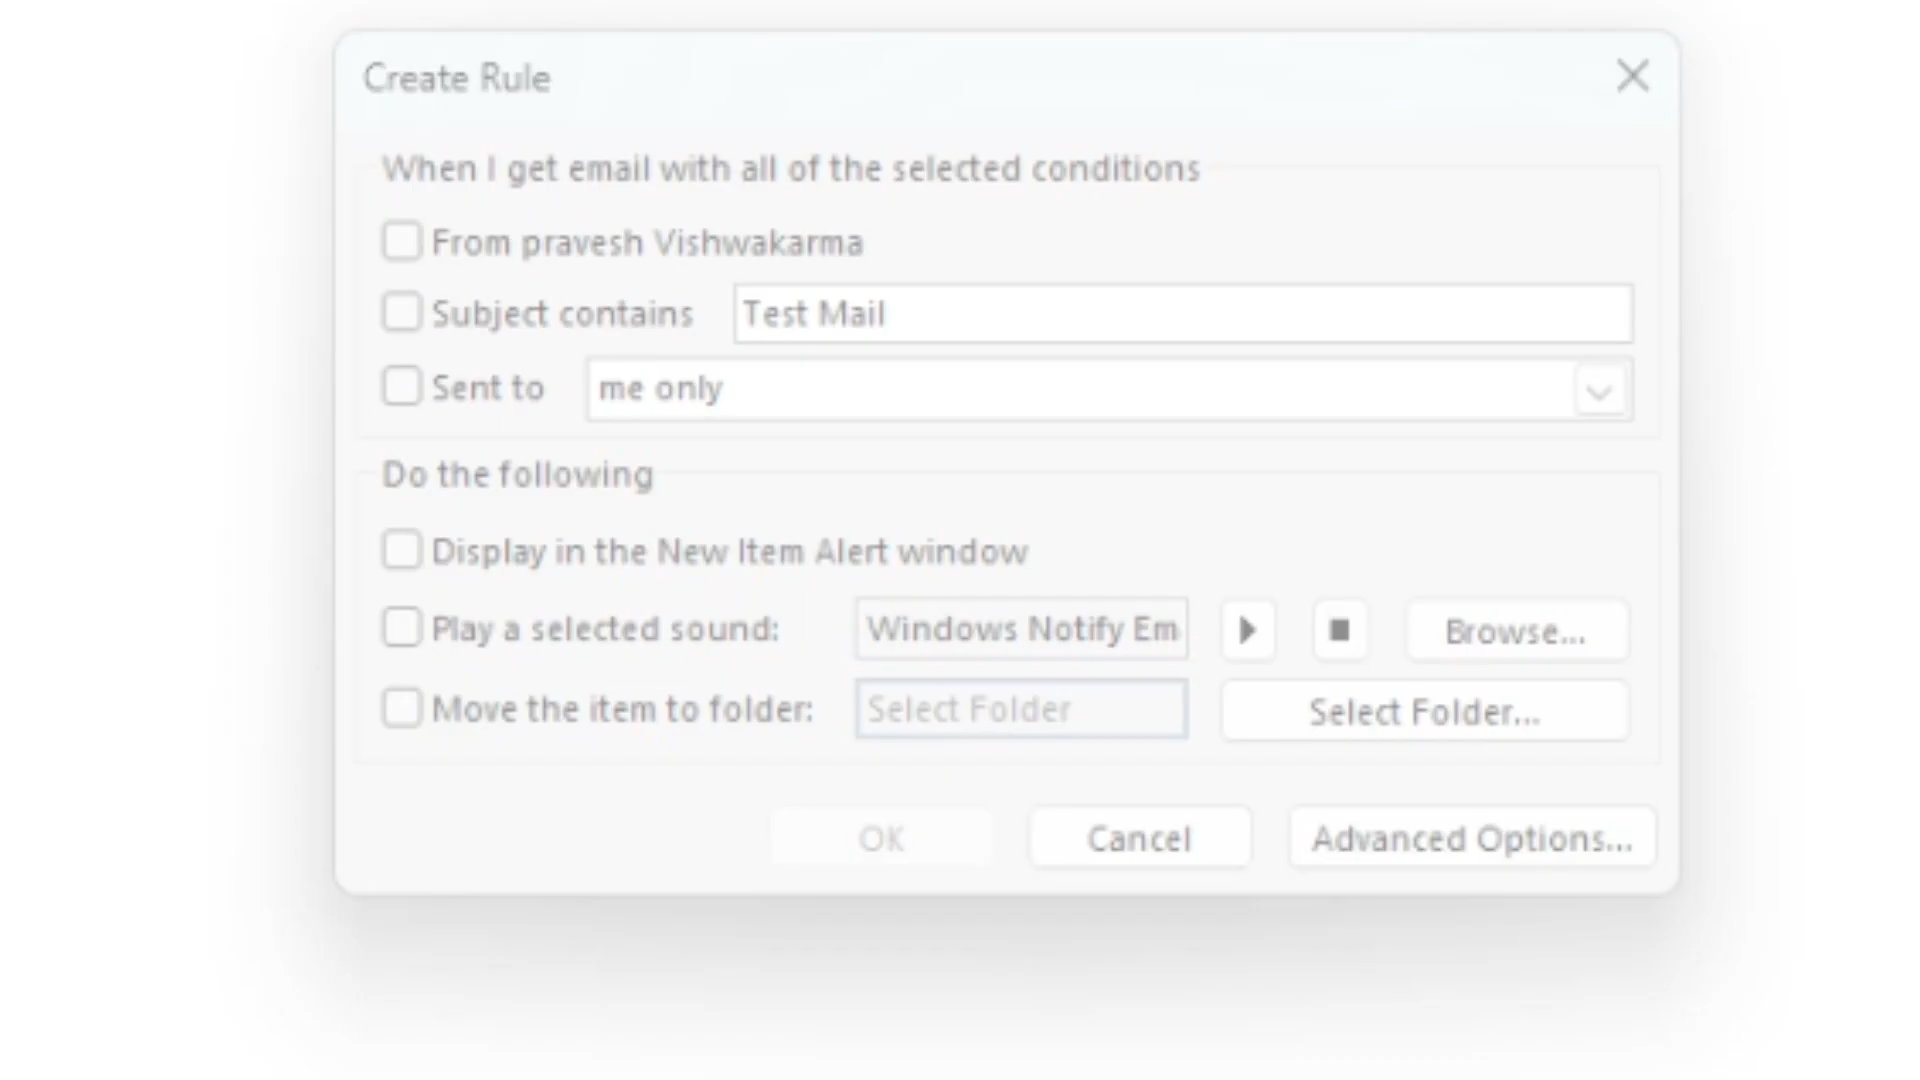 Create Rule
When I get email with all of the selected conditions
From pravesh Vishwakarma
Subject contains Test Mail
Sent to me only
Do the following
Display in the New Item Alert window
Play a selected sound: Windows Notify Em Browse...
Move the item to folder: Select Folder Select Folder...
OK Cancel Advanced Options...